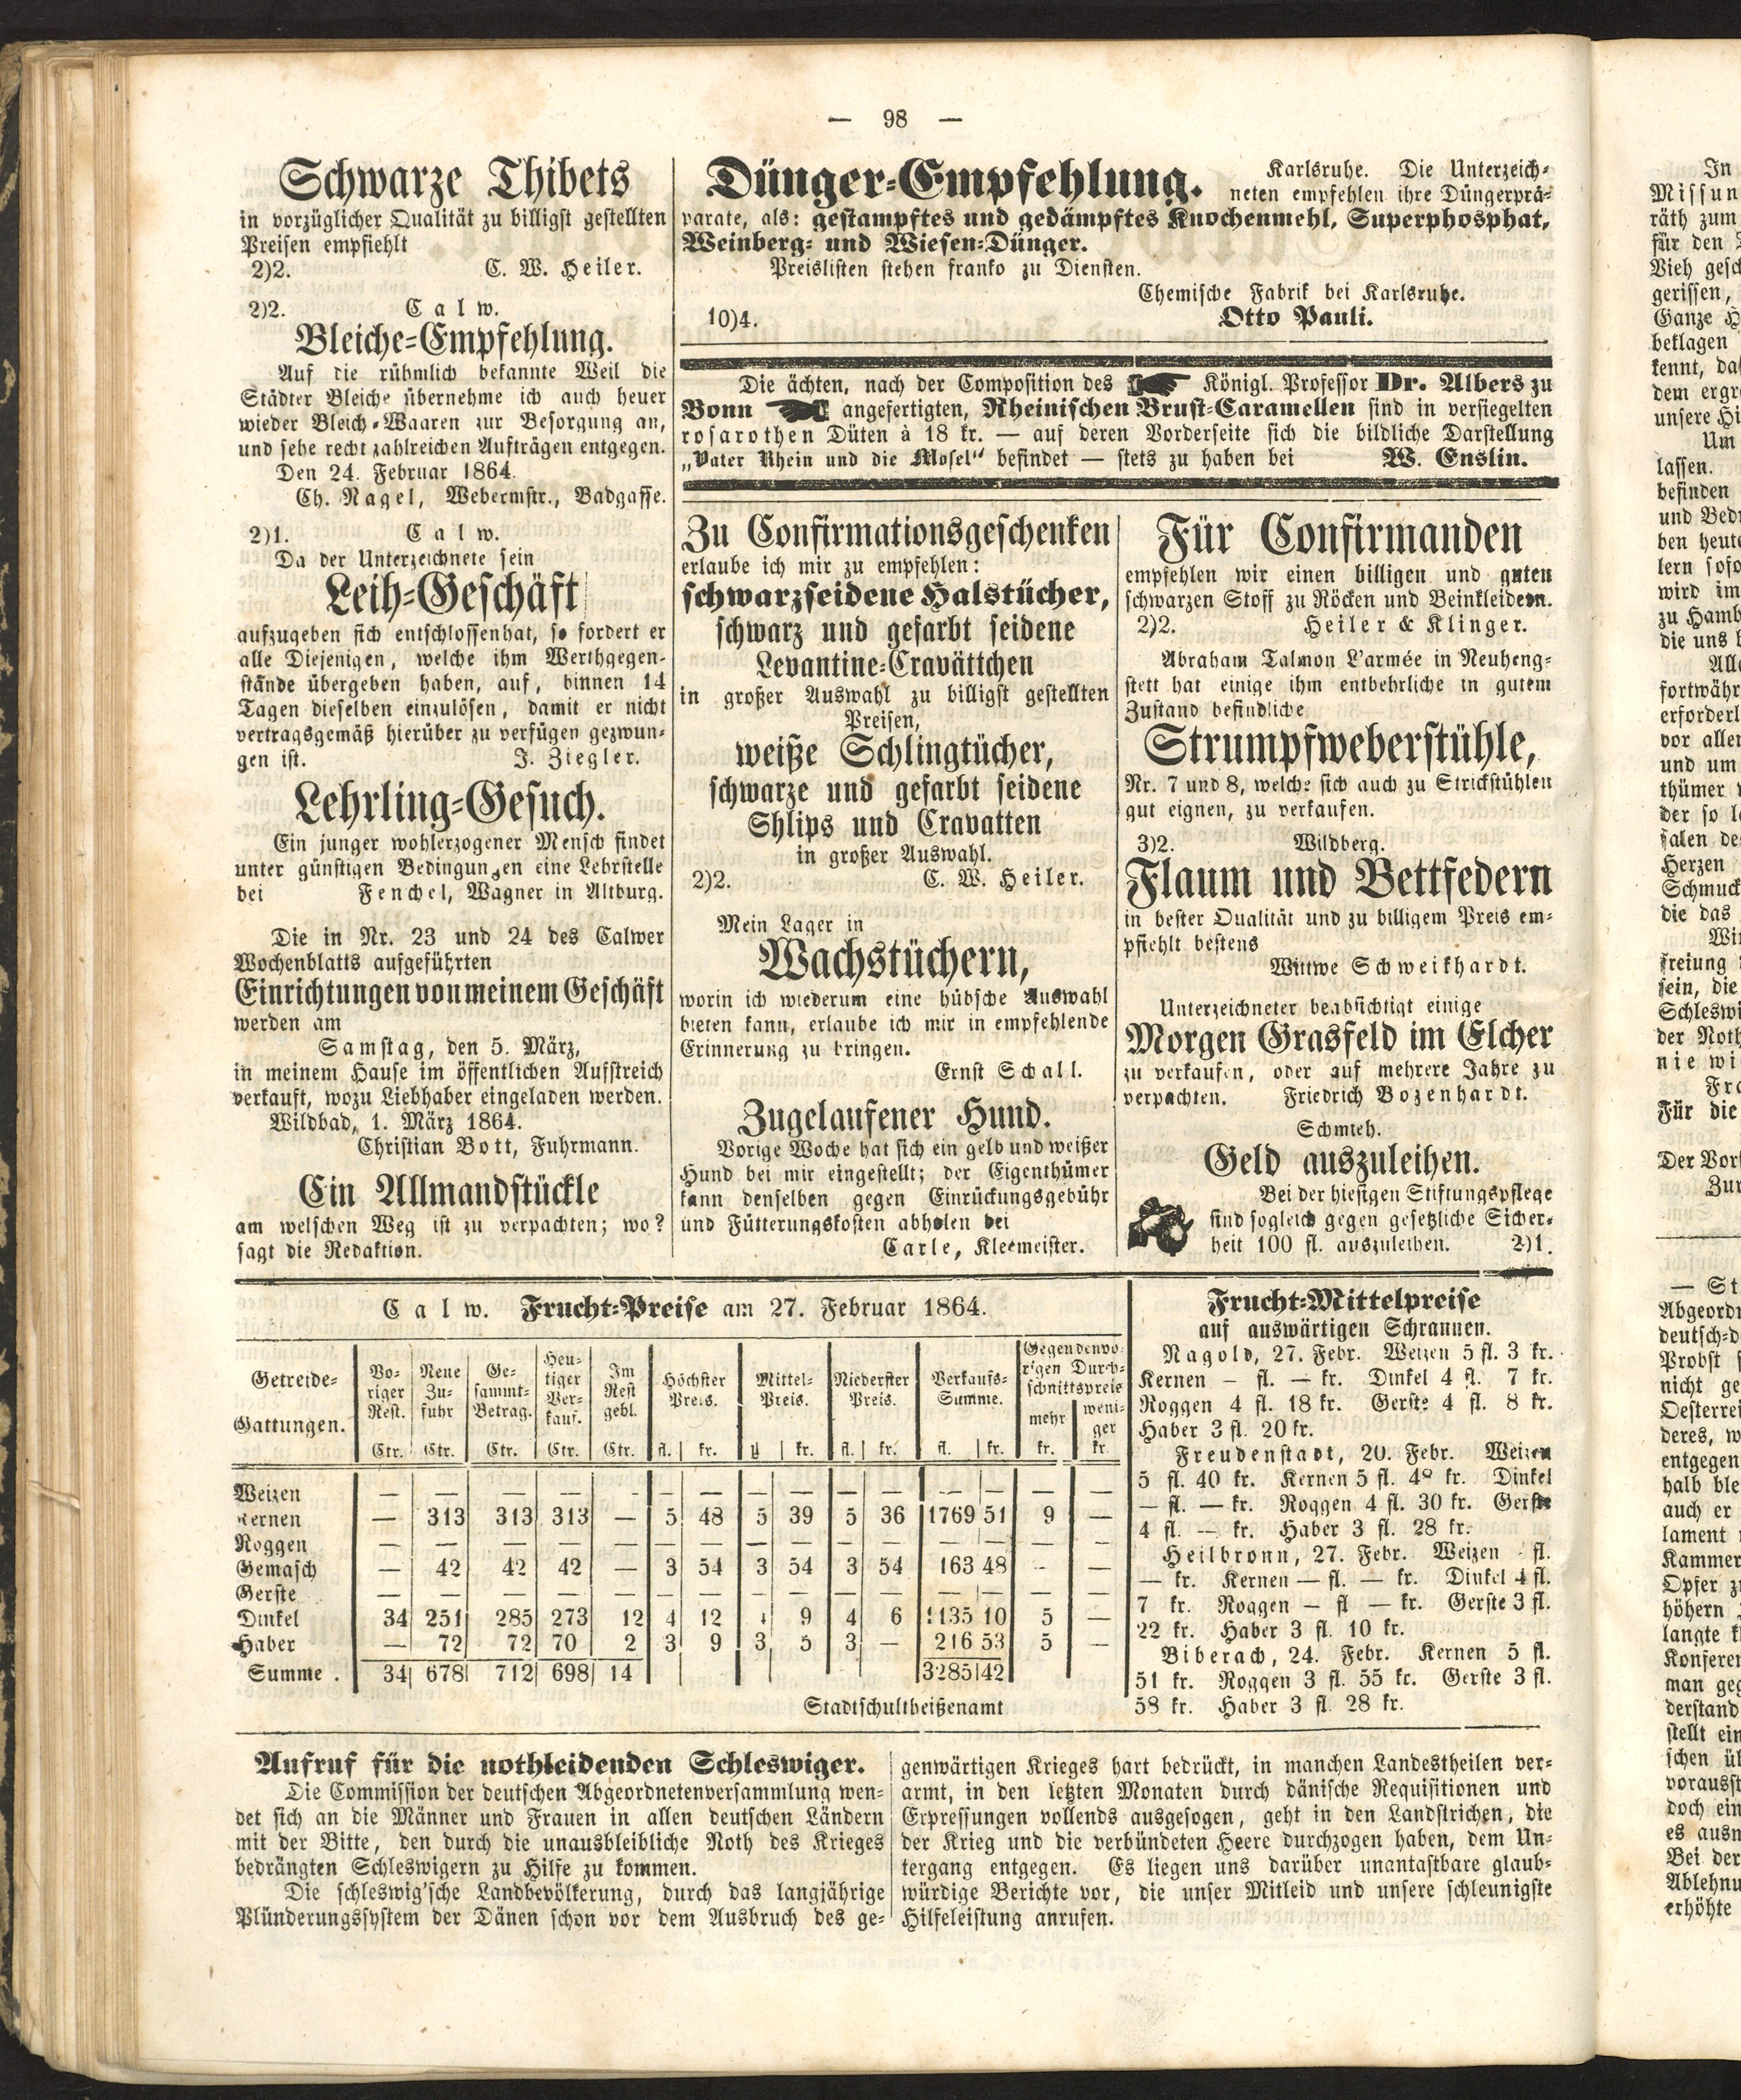 — 98 —
Schwarze Thibets
in vorzüglicher Qualität zu billigst gestellten
Preisen empfiehlt
2)2. C. W. Heiler.
2)2. Calw.
Bleiche-Empfehlung.
Auf die rühmlich bekannte Weil die
Städter Bleiche übernehme ich auch heuer
wieder Bleich-Waaren zur Besorgung an,
und sehe recht zahlreichen Aufträgen entgegen.
Den 24. Februar 1864.
Ch. Nagel, Webermstr., Badgasse.
2)1. Calw.
Da der Unterzeichnete sein
Leih-Geschäft
aufzugeben sich entschlossen hat, so fordert er
alle Diejenigen, welche ihm Werthgegen-
stände übergeben haben, auf, binnen 14
Tagen dieselben einzulösen, damit er nicht
vertragsgemäß hierüber zu verfügen gezwun-
gen ist. J. Ziegler.
Lehrling-Gesuch.
Ein junger wohlerzogener Mensch findet
unter günstigen Bedingungen eine Lehrstelle
bei Fenchel, Wagner in Altburg.
Die in Nr. 23 und 24 des Calwer
Wochenblatts aufgeführten
Einrichtungen von meinem Geschäft
werden am
Samstag, den 5. März,
in meinem Hause im öffentlichen Aufstreich
verkauft, wozu Liebhaber eingeladen werden.
Wildbad, 1. März 1864.
Christian Bott, Fuhrmann.
Ein Allmandstückle
am welschen Weg ist zu verpachten; wo?
sagt die Redaktion.
Dünger-Empfehlung. Karlsruhe. Die Unterzeich-
neten empfehlen ihre Düngerprä-
parate, als: gestampftes und gedämpftes Knochenmehl, Superphosphat,
Weinberg- und Wiesen-Dünger.
Preislisten stehen franko zu Diensten.
Chemische Fabrik bei Karlsruhe.
10)4. Otto Pauli.
Die ächten, nach der Composition des Königl. Professor Dr. Albers zu
Bonn angefertigten, Rheinischen Brust-Caramellen sind in versiegelten
rosarothen Düten à 18 kr. — auf deren Vorderseite sich die bildliche Darstellung
„Vater Rhein und die Mosel“ befindet — stets zu haben bei W. Enslin.
Zu Confirmationsgeschenken
erlaube ich mir zu empfehlen:
schwarzseidene Halstücher,
schwarz und gefarbt seidene
Levantine-Cravättchen
in großer Auswahl zu billigst gestellten
Preisen,
weiße Schlingtücher,
schwarze und gefarbt seidene
Shlips und Cravatten
in großer Auswahl.
2)2. C. W. Heiler.
Mein Lager in
Wachstüchern,
worin ich wiederum eine hübsche Auswahl
bieten kann, erlaube ich mir in empfehlende
Erinnerung zu bringen.
Ernst Schall.
Zugelaufener Hund.
Vorige Woche hat sich ein gelb und weißer
Hund bei mir eingestellt; der Eigenthümer
kann denselben gegen Einrückungsgebühr
und Fütterungskosten abholen bei
Carle, Kleemeister.
Für Confirmanden
empfehlen wir einen billigen und guten
schwarzen Stoff zu Röcken und Beinkleidern.
2)2. Heiler & Klinger.
Abraham Talmon L'armée in Neuheng-
stett hat einige ihm entbehrliche in gutem
Zustand befindliche
Strumpfweberstühle,
Nr. 7 und 8, welche sich auch zu Strickstühlen
gut eignen, zu verkaufen.
3)2. Wildberg.
Flaum und Bettfedern
in bester Qualität und zu billigem Preis em-
pfiehlt bestens
Wittwe Schweikhardt.
Unterzeichneter beabsichtigt einige
Morgen Grasfeld im Elcher
zu verkaufen, oder auf mehrere Jahre zu
verpachten. Friedrich Bozenhardt.
Schmieh.
Geld auszuleihen.
Bei der hiesigen Stiftungspflege
sind sogleich gegen gesetzliche Sicher-
heit 100 fl. auszuleihen. 2)1.
Calw. Frucht-Preise am 27. Februar 1864.
Getreide-Gattungen. Voriger Rest. Neue Zufuhr Gesammt-Betrag. Heutiger Verkauf. Im Rest gebl. Höchster Preis. Mittel-Preis. Niederster Preis. Verkaufs-Summe. Gegen den vorigen Durchschnittspreis mehr weniger
Ctr. Ctr. Ctr. Ctr. Ctr. fl. kr. fl. kr. fl. kr. fl. kr. kr. kr.
Weizen — — — — - — — — — — — — — — —
Kernen — 313 313 313 — 5 48 5 39 5 36 1769 51 9 —
Roggen — — — — — — — — — — — — — — —
Gemasch — 42 42 42 — 3 54 3 54 3 54 163 48 — —
Gerste — — — — — — — — — — — — — — —
Dinkel 34 251 285 273 12 4 12 4 9 4 6 1135 10 5 —
Haber — 72 72 70 2 3 9 3 5 3 — 216 53 5 —
Summe . 34 678 712 698 14 3285 42
Stadtschultheißenamt
Frucht-Mittelpreise
auf auswärtigen Schrannen.
Nagold, 27. Febr. Weizen 5 fl. 3 kr.
Kernen — fl. — kr. Dinkel 4 fl. 7 kr.
Roggen 4 fl. 18 kr. Gerste 4 fl. 8 kr.
Haber 3 fl. 20 kr.
Freudenstadt, 20. Febr. Weizen
5 fl. 40 kr. Kernen 5 fl. 48 kr. Dinkel
— fl. — kr. Roggen 4 fl. 30 kr. Gerste
4 fl. — kr. Haber 3 fl. 28 kr.
Heilbronn, 27. Febr. Weizen - fl.
— kr. Kernen — fl. — kr. Dinkel 4 fl.
7 kr. Roggen — fl — kr. Gerste 3 fl.
22 kr. Haber 3 fl. 10 kr.
Biberach, 24. Febr. Kernen 5 fl.
51 kr. Roggen 3 fl. 55 kr. Gerste 3 fl.
58 kr. Haber 3 fl. 28 kr.
Aufruf für die nothleidenden Schleswiger.
Die Commission der deutschen Abgeordnetenversammlung wen-
det sich an die Männer und Frauen in allen deutschen Ländern
mit der Bitte, den durch die unausbleibliche Noth des Krieges
bedrängten Schleswigern zu Hilfe zu kommen.
Die schleswig'sche Landbevölkerung, durch das langjährige
Plünderungssystem der Dänen schon vor dem Ausbruch des ge-
genwärtigen Krieges hart bedrückt, in manchen Landestheilen ver-
armt, in den letzten Monaten durch dänische Requisitionen und
Erpressungen vollends ausgesogen, geht in den Landstrichen, die
der Krieg und die verbündeten Heere durchzogen haben, dem Un-
tergang entgegen. Es liegen uns darüber unantastbare glaub-
würdige Berichte vor, die unser Mitleid und unsere schleunigste
Hilfeleistung anrufen.